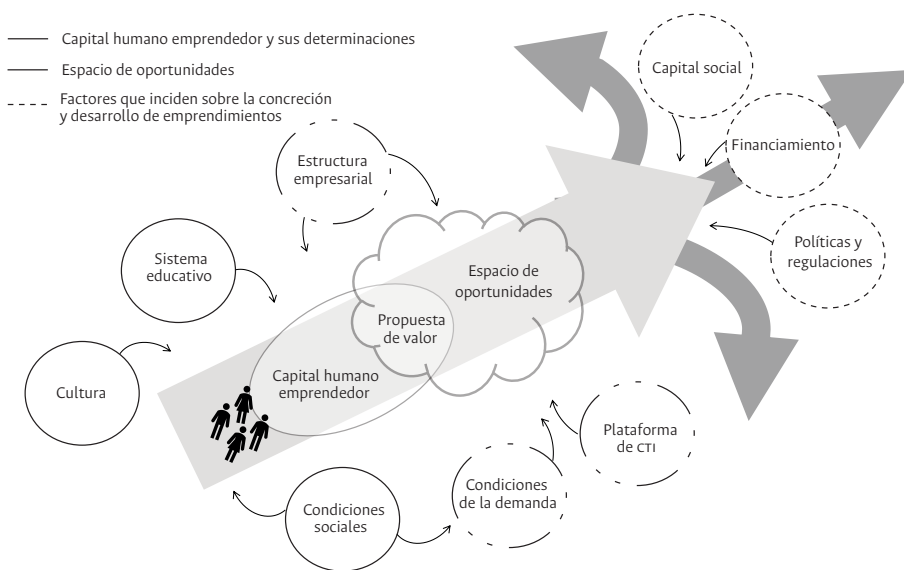 Capital humano emprendedor y sus determinaciones
Espacio de oportunidades
Factores que inciden sobre la concreción
y desarrollo de emprendimientos
Capital social
Financiamiento
Estructura
empresarial
Políticas y
regulaciones
Sistema
educativo
Espacio de
oportunidades
Propuesta
de valor
Cultura
Capital humano
emprendedor
Plataforma
de CTI
Condiciones
de la demanda
Condiciones
sociales